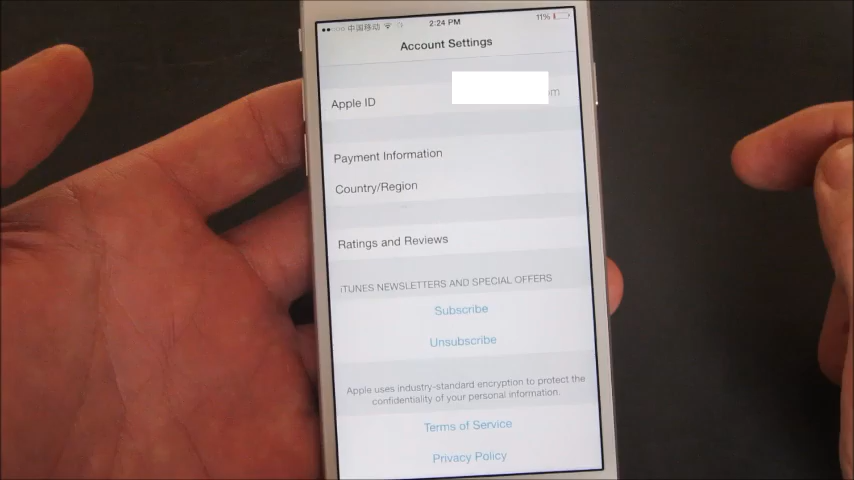 中国移动 2:24 PM 11%
Account Settings
Apple ID m
Payment Information
Country/Region
Ratings and Reviews
iTUNES NEWSLETTERS AND SPECIAL OFFERS
Subscribe
Unsubscribe
Apple uses industry-standard encryption to protect the
confidentiality of your personal information.
Terms of Service
Privacy Policy